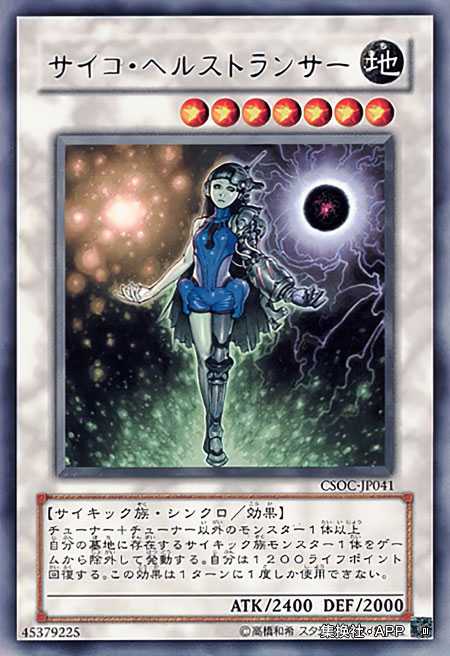 サイコ・ヘルストランサー
地
CSOC-JP041
【サイキック族・シンクロ／効果】
チューナー＋チューナー以外のモンスター1体以上
自分の墓地に存在するサイキック族モンスター1体をゲー
ムから除外して発動する。自分は1200ライフポイント
回復する。この効果は1ターンに1度しか使用できない。
ATK/2400 DEF/2000
45379225
©高橋和希 スタジオ
集英社